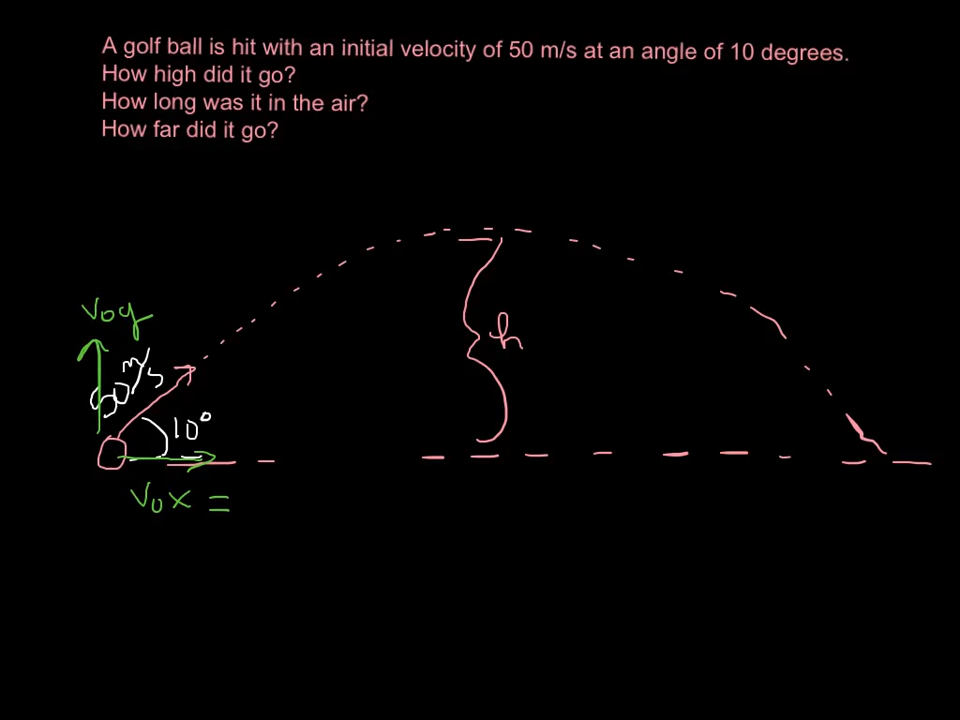 A golf ball is hit with an initial velocity of 50 m/s at an angle of 10 degrees.
How high did it go?
How long was it in the air?
How far did it go?
Voy
50 m/s
h
10°
Vox =